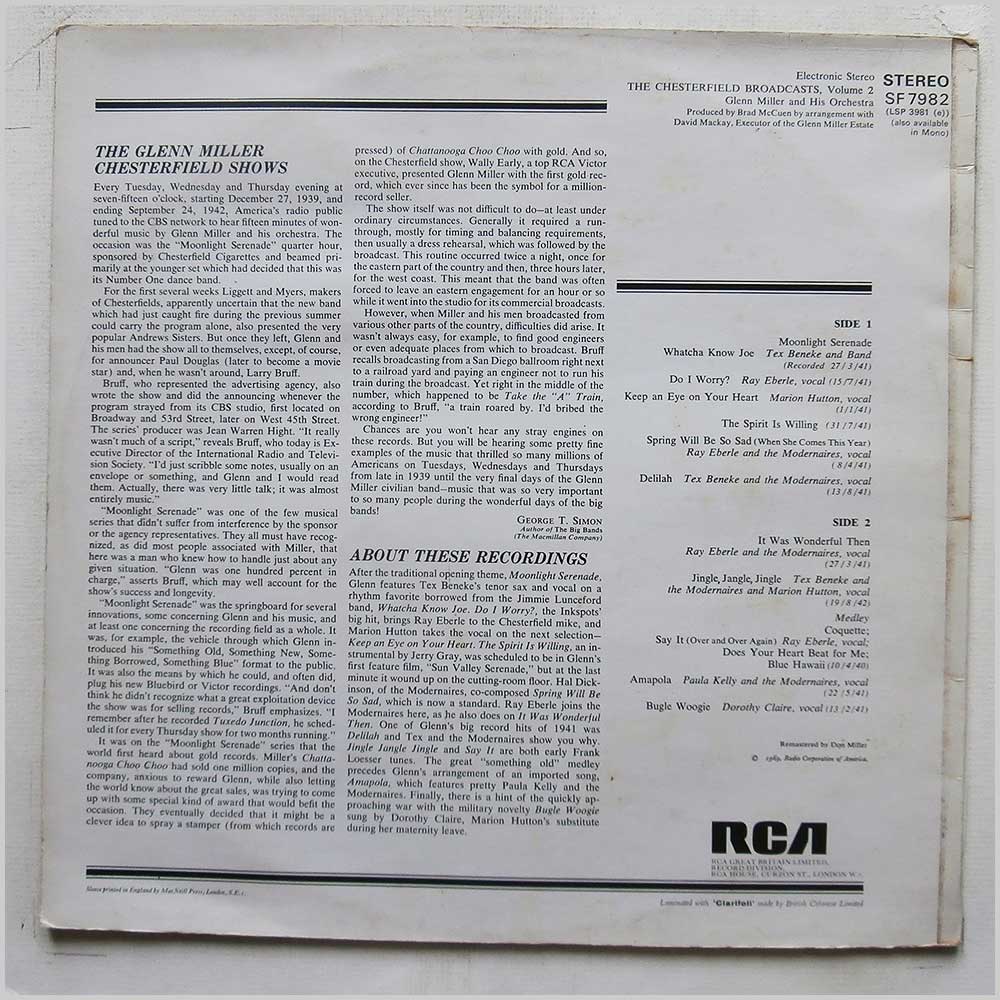 Electronic Stereo
THE CHESTERFIELD BROADCASTS, Volume 2
Glenn Miller and His Orchestra
Produced by Brad McCuen by arrangement with
David Mackay, Executor of the Glenn Miller Estate
STEREO
SF 7982
(LSP 3981 (e))
(also available
in Mono)
THE GLENN MILLER
CHESTERFIELD SHOWS
Every Tuesday, Wednesday and Thursday evening at
seven-fifteen o'clock, starting December 27, 1939, and
ending September 24, 1942, America's radio public
tuned to the CBS network to hear fifteen minutes of won-
derful music by Glenn Miller and his orchestra. The
occasion was the "Moonlight Serenade" quarter hour,
sponsored by Chesterfield Cigarettes and beamed pri-
marily at the younger set which had decided that this was
its Number One dance band.
For the first several weeks Liggett and Myers, makers
of Chesterfields, apparently uncertain that the new band
which had just caught fire during the previous summer
could carry the program alone, also presented the very
popular Andrews Sisters. But once they left, Glenn and
his men had the show all to themselves, except, of course,
for announcer Paul Douglas (later to become a movie
star) and, when he wasn't around, Larry Bruff.
Bruff, who represented the advertising agency, also
wrote the show and did the announcing whenever the
program strayed from its CBS studio, first located on
Broadway and 53rd Street, later on West 45th Street.
The series' producer was Jean Warren Hight. "It really
wasn't much of a script," reveals Bruff, who today is Ex-
ecutive Director of the International Radio and Televi-
sion Society. "I'd just scribble some notes, usually on an
envelope or something, and Glenn and I would read
them. Actually, there was very little talk; it was almost
entirely music."
"Moonlight Serenade" was one of the few musical
series that didn't suffer from interference by the sponsor
or the agency representatives. They all must have recog-
nized, as did most people associated with Miller, that
here was a man who knew how to handle just about any
given situation. "Glenn was one hundred percent in
charge," asserts Bruff, which may well account for the
show's success and longevity.
"Moonlight Serenade" was the springboard for several
innovations, some concerning Glenn and his music, and
at least one concerning the recording field as a whole. It
was, for example, the vehicle through which Glenn in-
troduced his "Something Old, Something New, Some-
thing Borrowed, Something Blue" format to the public.
It was also the means by which he could, and often did,
plug his new Bluebird or Victor recordings. "And don't
think he didn't recognize what a great exploitation device
the show was for selling records," Bruff emphasizes. "I
remember after he recorded Tuxedo Junction, he sched-
uled it for every Thursday show for two months running."
It was on the "Moonlight Serenade" series that the
world first heard about gold records. Miller's Chatta-
nooga Choo Choo had sold one million copies, and the
company, anxious to reward Glenn, while also letting
the world know about the great sales, was trying to come
up with some special kind of award that would befit the
occasion. They eventually decided that it might be a
clever idea to spray a stamper (from which records are
pressed) of Chattanooga Choo Choo with gold. And so,
on the Chesterfield show, Wally Early, a top RCA Victor
executive, presented Glenn Miller with the first gold rec-
ord, which ever since has been the symbol for a million-
record seller.
The show itself was not difficult to do—at least under
ordinary circumstances. Generally it required a run-
through, mostly for timing and balancing requirements,
then usually a dress rehearsal, which was followed by the
broadcast. This routine occurred twice a night, once for
the eastern part of the country and then, three hours later,
for the west coast. This meant that the band was often
forced to leave an eastern engagement for an hour or so
while it went into the studio for its commercial broadcasts.
However, when Miller and his men broadcast from
various other parts of the country, difficulties did arise. It
wasn't always easy, for example, to find good engineers
or even adequate places from which to broadcast. Bruff
recalls broadcasting from a San Diego ballroom right next
to a railroad yard and paying an engineer not to run his
train during the broadcast. Yet right in the middle of the
number, which happened to be Take the "A" Train,
according to Bruff, "a train roared by. I'd bribed the
wrong engineer!"
Chances are you won't hear any stray engines on
these records. But you will be hearing some pretty fine
examples of the music that thrilled so many millions of
Americans on Tuesdays, Wednesdays and Thursdays
from late in 1939 until the very final days of the Glenn
Miller civilian band—music that was so very important
to so many people during the wonderful days of the big
bands!
GEORGE T. SIMON
Author of The Big Bands
(The Macmillan Company)
ABOUT THESE RECORDINGS
After the traditional opening theme, Moonlight Serenade,
Glenn features Tex Beneke's tenor sax and vocal on a
rhythm favorite borrowed from the Jimmie Lunceford
band, Whatcha Know Joe. Do I Worry?, the Inkspots'
big hit, brings Ray Eberle to the Chesterfield mike, and
Marion Hutton takes the vocal on the next selection—
Keep an Eye on Your Heart. The Spirit Is Willing, an in-
strumental by Jerry Gray, was scheduled to be in Glenn's
first feature film, "Sun Valley Serenade," but at the last
minute it wound up on the cutting-room floor. Hal Dick-
inson, of the Modernaires, co-composed Spring Will Be
So Sad, which is now a standard. Ray Eberle joins the
Modernaires here, as he also does on It Was Wonderful
Then. One of Glenn's big record hits of 1941 was
Delilah and Tex and the Modernaires show you why.
Jingle Jangle Jingle and Say It are both early Frank
Loesser tunes. The great "something old" medley
precedes Glenn's arrangement of an imported song,
Amapola, which features pretty Paula Kelly and the
Modernaires. Finally, there is a hint of the quickly ap-
proaching war with the military novelty Bugle Woogie
sung by Dorothy Claire, Marion Hutton's substitute
during her maternity leave.
SIDE 1
Moonlight Serenade
Whatcha Know Joe Tex Beneke and Band
(Recorded 27/3/41)
Do I Worry? Ray Eberle, vocal (15/7/41)
Keep an Eye on Your Heart Marion Hutton, vocal
(1/1/41)
The Spirit Is Willing (31/7/41)
Spring Will Be So Sad (When She Comes This Year)
Ray Eberle and the Modernaires, vocal
(8/4/41)
Delilah Tex Beneke and the Modernaires, vocal
(13/8/41)
SIDE 2
It Was Wonderful Then
Ray Eberle and the Modernaires, vocal
(27/3/41)
Jingle, Jangle, Jingle Tex Beneke and
the Modernaires and Marion Hutton, vocal
(19/8/42)
Medley
Coquette;
Say It (Over and Over Again) Ray Eberle, vocal;
Does Your Heart Beat for Me;
Blue Hawaii (10/4/40)
Amapola Paula Kelly and the Modernaires, vocal
(22/5/41)
Bugle Woogie Dorothy Claire, vocal (13/2/41)
Remastered by Don Miller
© 1969, Radio Corporation of America.
RCA
RCA GREAT BRITAIN LIMITED,
RECORD DIVISION,
RCA HOUSE, CURZON ST., LONDON W.1
Sleeve printed in England by MacNeill Press, London, S.E.1.
Laminated with 'Clarifoil' made by British Celanese Limited